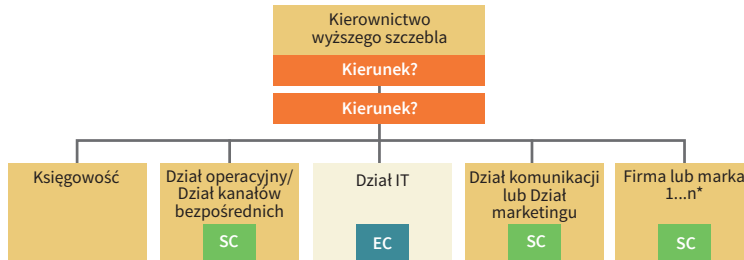 Kierownictwo
wyższego szczebla
Kierunek?
Kierunek?
Księgowość
Dział operacyjny/
Dział kanałów
bezpośrednich
SC
Dział IT
EC
Dział komunikacji
lub Dział
marketingu
SC
Firma lub marka
1...n*
SC